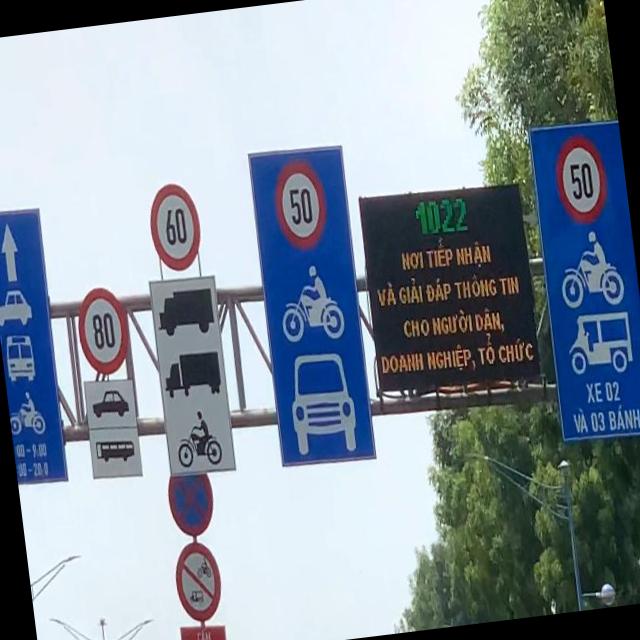 80
60
50
1022
NƠI TIẾP NHẬN
VÀ GIẢI ĐÁP THÔNG TIN
CHO NGƯỜI DÂN,
DOANH NGHIỆP, TỔ CHỨC
50
XE 02
VÀ 03 BÁNH
CẤM